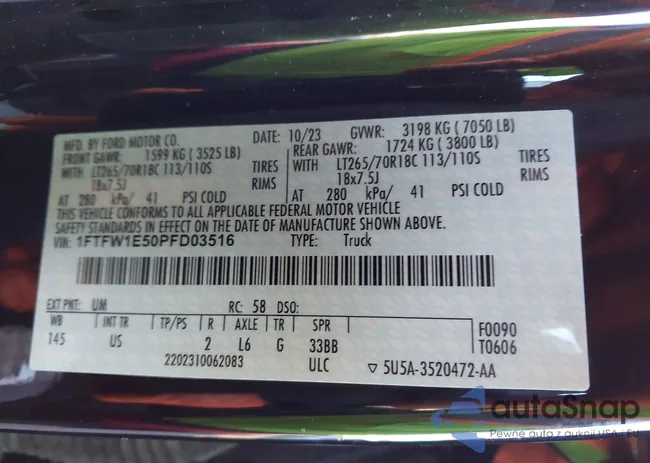 MFD. BY FORD MOTOR CO.
DATE: 10/23 GVWR: 3198 KG ( 7050 LB)
FRONT GAWR: 1599 KG ( 3525 LB) REAR GAWR: 1724 KG ( 3800 LB)
WITH LT265/70R18C 113/110S TIRES WITH LT265/70R18C 113/110S TIRES
18x7.5J RIMS 18x7.5J RIMS
AT 280 kPa/ 41 PSI COLD AT 280 kPa/ 41 PSI COLD
THIS VEHICLE CONFORMS TO ALL APPLICABLE FEDERAL MOTOR VEHICLE
SAFETY STANDARDS IN EFFECT ON THE DATE OF MANUFACTURE SHOWN ABOVE.
VIN: 1FTFW1E50PFD03516 TYPE: Truck
EXT PNT: UM RC: 58 DSO:
WB INT TR TP/PS R AXLE TR SPR F0090
145 US 2 L6 G 33BB T0606
2202310062083 ULC ▽ 5U5A-3520472-AA
autaSnap
Pewne auta z aukcji USA - EU